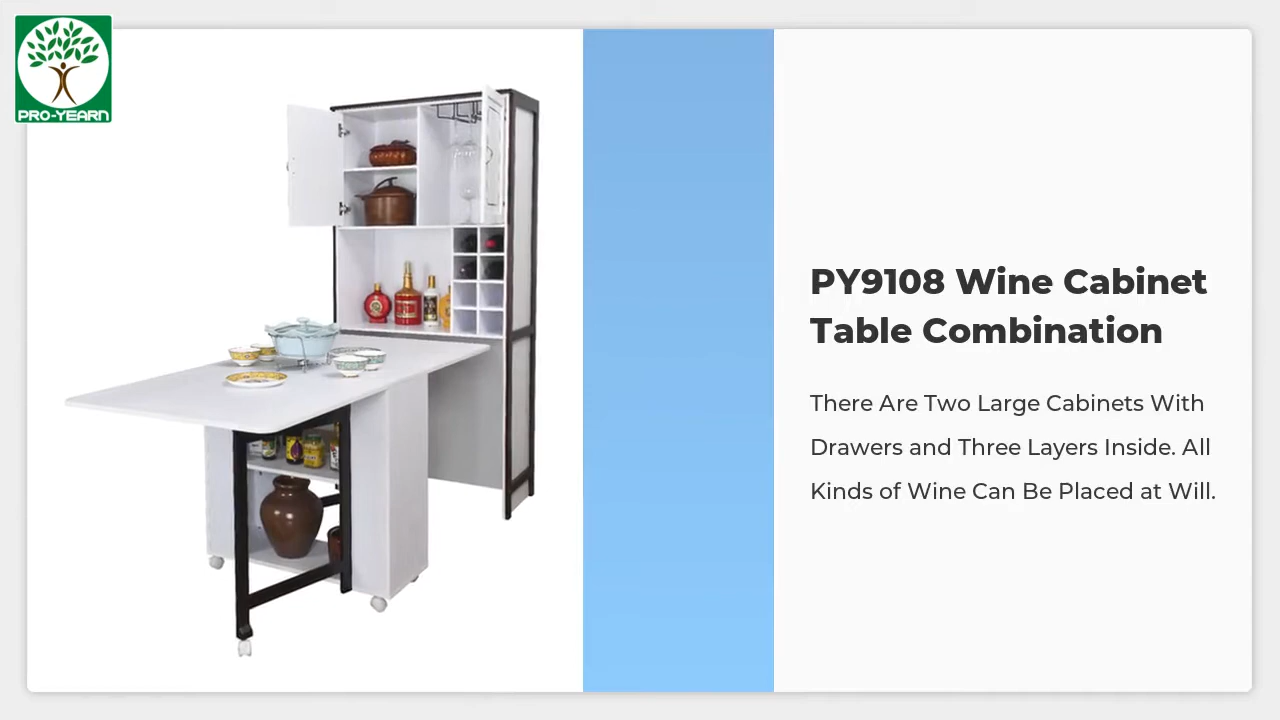 PRO-YEARN
PY9108 Wine Cabinet
Table Combination
There Are Two Large Cabinets With
Drawers and Three Layers Inside. All
Kinds of Wine Can Be Placed at Will.